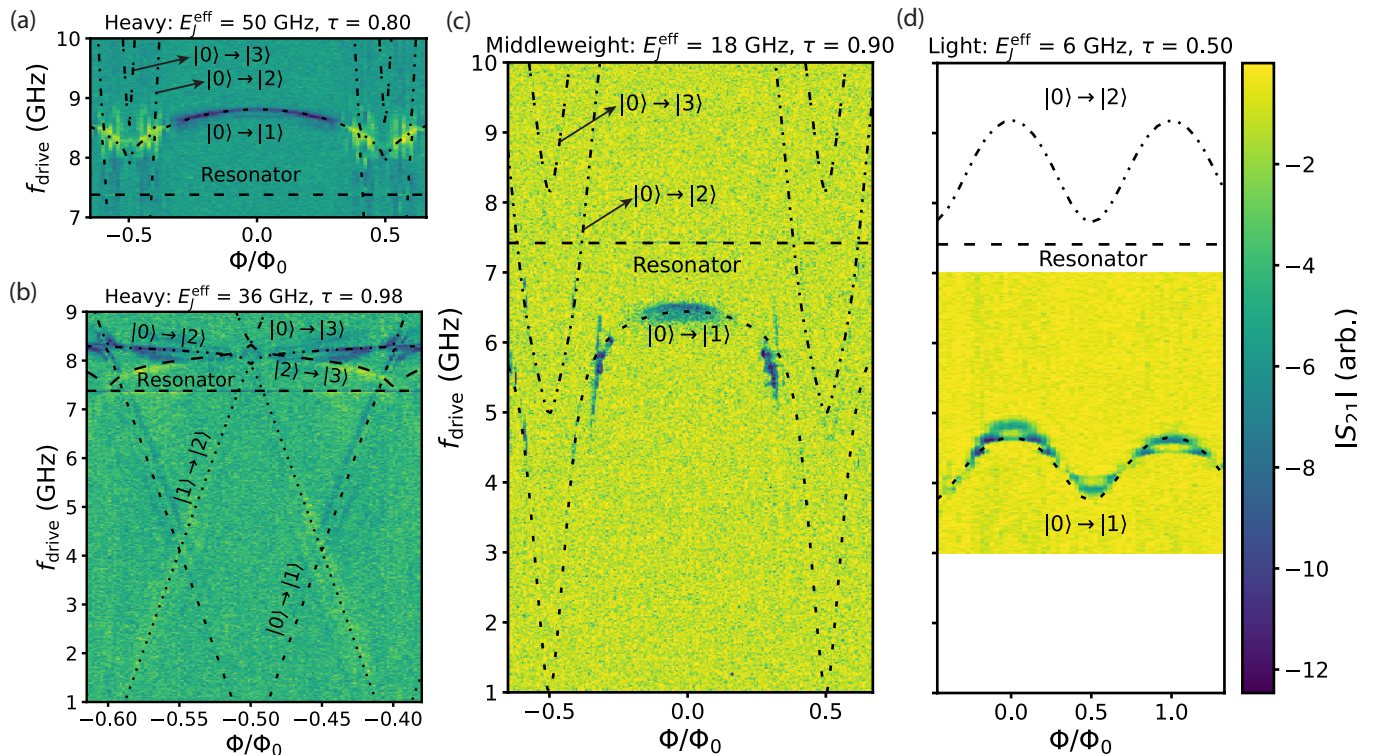 (a)
Heavy: E_J^eff = 50 GHz, τ = 0.80
10
9
8
7
f_drive (GHz)
|0⟩→|3⟩
|0⟩→|2⟩
|0⟩→|1⟩
Resonator
−0.5
0.0
0.5
Φ/Φ_0
(b)
Heavy: E_J^eff = 36 GHz, τ = 0.98
9
8
7
6
5
4
3
2
1
f_drive (GHz)
|0⟩→|2⟩
|0⟩→|3⟩
|2⟩→|3⟩
Resonator
|1⟩→|2⟩
|0⟩→|1⟩
−0.60
−0.55
−0.50
−0.45
−0.40
Φ/Φ_0
(c)
Middleweight: E_J^eff = 18 GHz, τ = 0.90
10
9
8
7
6
5
4
3
2
1
f_drive (GHz)
|0⟩→|3⟩
|0⟩→|2⟩
Resonator
|0⟩→|1⟩
−0.5
0.0
0.5
Φ/Φ_0
(d)
Light: E_J^eff = 6 GHz, τ = 0.50
|0⟩→|2⟩
Resonator
|0⟩→|1⟩
0.0
0.5
1.0
Φ/Φ_0
−2
−4
−6
−8
−10
−12
|S_21| (arb.)